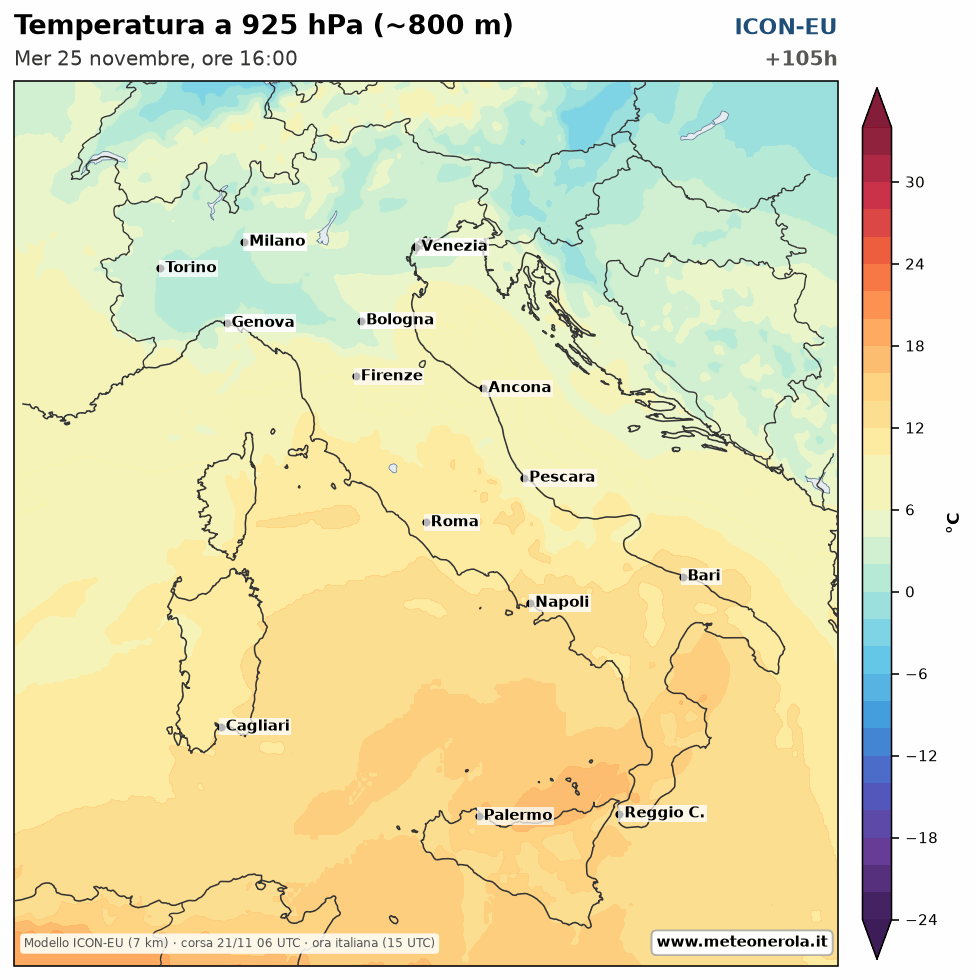 Temperatura a 925 hPa (~800 m)
ICON-EU
Mer 25 novembre, ore 16:00
+105h
Milano
Venezia
Torino
Genova
Bologna
Firenze
Ancona
Pescara
Roma
Bari
Napoli
Cagliari
Palermo
Reggio C.
30
24
18
12
6
0
−6
−12
−18
−24
°C
Modello ICON-EU (7 km) · corsa 21/11 06 UTC · ora italiana (15 UTC)
www.meteonerola.it